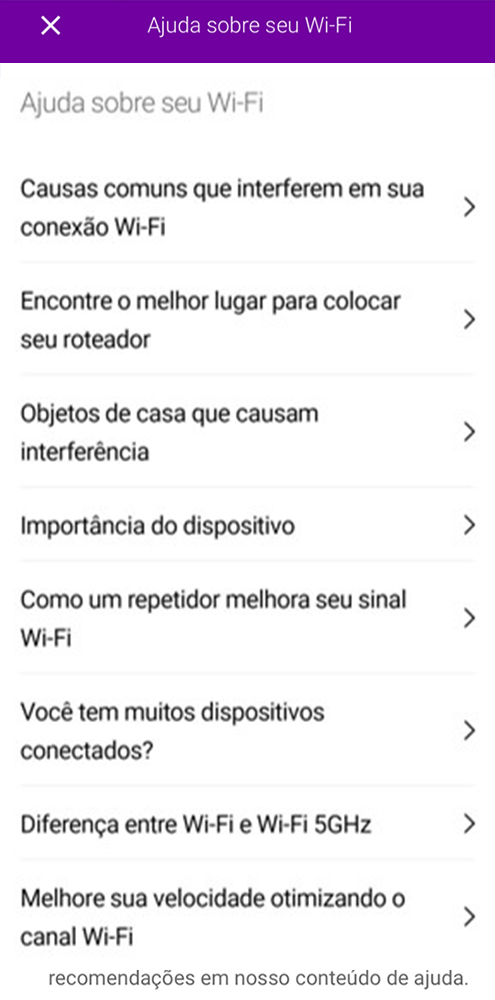 Ajuda sobre seu Wi-Fi
Ajuda sobre seu Wi-Fi
Causas comuns que interferem em sua
conexão Wi-Fi
Encontre o melhor lugar para colocar
seu roteador
Objetos de casa que causam
interferência
Importância do dispositivo
Como um repetidor melhora seu sinal
Wi-Fi
Você tem muitos dispositivos
conectados?
Diferença entre Wi-Fi e Wi-Fi 5GHz
Melhore sua velocidade otimizando o
canal Wi-Fi
recomendações em nosso conteúdo de ajuda.